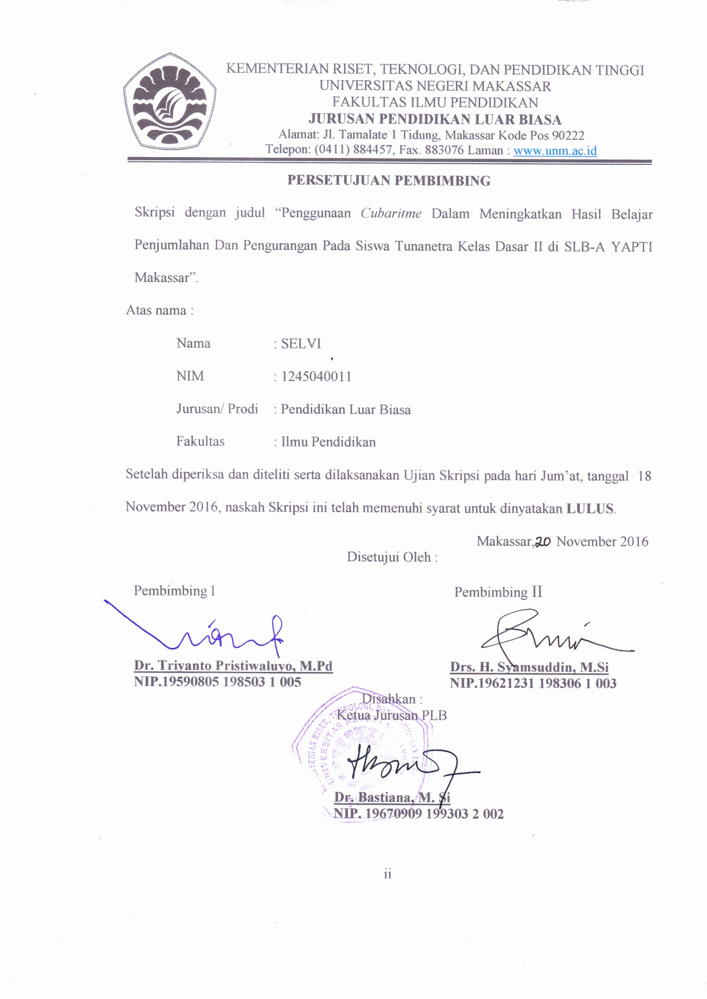 KEMENTERIAN RISET, TEKNOLOGI, DAN PENDIDIKAN TINGGI
UNIVERSITAS NEGERI MAKASSAR
FAKULTAS ILMU PENDIDIKAN
JURUSAN PENDIDIKAN LUAR BIASA
Alamat: Jl. Tamalate 1 Tidung, Makassar Kode Pos 90222
Telepon: (0411) 884457, Fax. 883076 Laman : www.unm.ac.id
PERSETUJUAN PEMBIMBING
Skripsi dengan judul “Penggunaan Cubaritme Dalam Meningkatkan Hasil Belajar
Penjumlahan Dan Pengurangan Pada Siswa Tunanetra Kelas Dasar II di SLB-A YAPTI
Makassar”.
Atas nama :
Nama : SELVI
NIM : 1245040011
Jurusan/ Prodi : Pendidikan Luar Biasa
Fakultas : Ilmu Pendidikan
Setelah diperiksa dan diteliti serta dilaksanakan Ujian Skripsi pada hari Jum’at, tanggal 18
November 2016, naskah Skripsi ini telah memenuhi syarat untuk dinyatakan LULUS.
Makassar,20 November 2016
Disetujui Oleh :
Pembimbing I Pembimbing II
Dr. Triyanto Pristiwaluyo, M.Pd Drs. H. Syamsuddin, M.Si
NIP.19590805 198503 1 005 NIP.19621231 198306 1 003
Disahkan :
Ketua Jurusan PLB
Dr. Bastiana, M. Si
NIP. 19670909 199303 2 002
ii